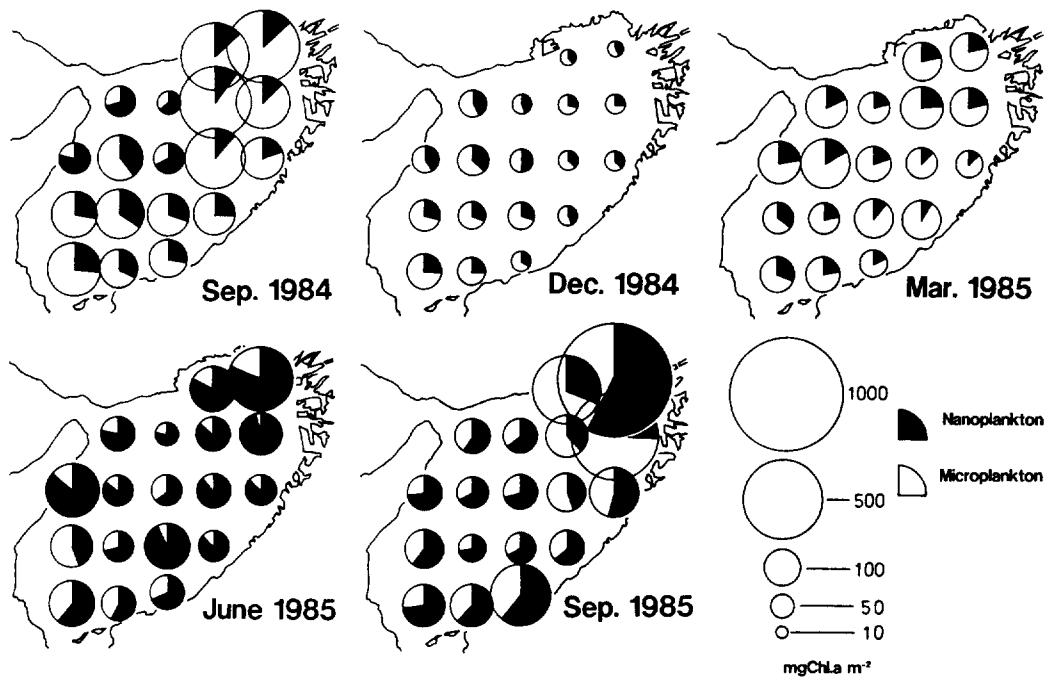 Sep. 1984
Dec. 1984
Mar. 1985
June 1985
Sep. 1985
1000
500
100
50
10
mgChl.a m⁻²
Nanoplankton
Microplankton